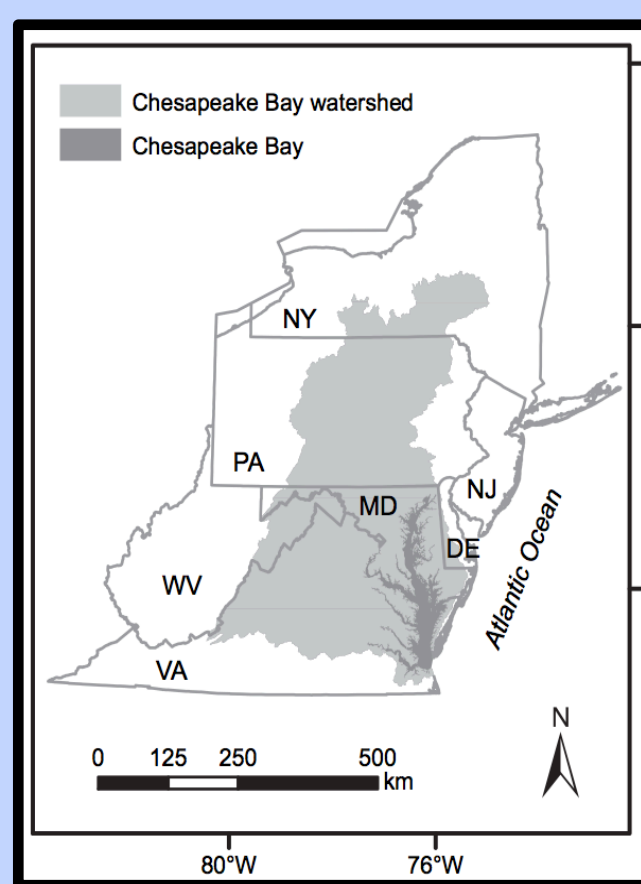 Chesapeake Bay watershed
Chesapeake Bay
NY
PA
NJ
MD
DE
WV
VA
Atlantic Ocean
N
0 125 250 500
km
80°W 76°W